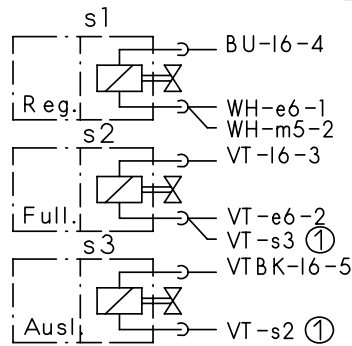 s1
BU-16-4
Reg.
WH-e6-1
WH-m5-2
s2
VT-16-3
Full.
VT-e6-2
VT-s3 ①
s3
VTBK-16-5
Ausl.
VT-s2 ①